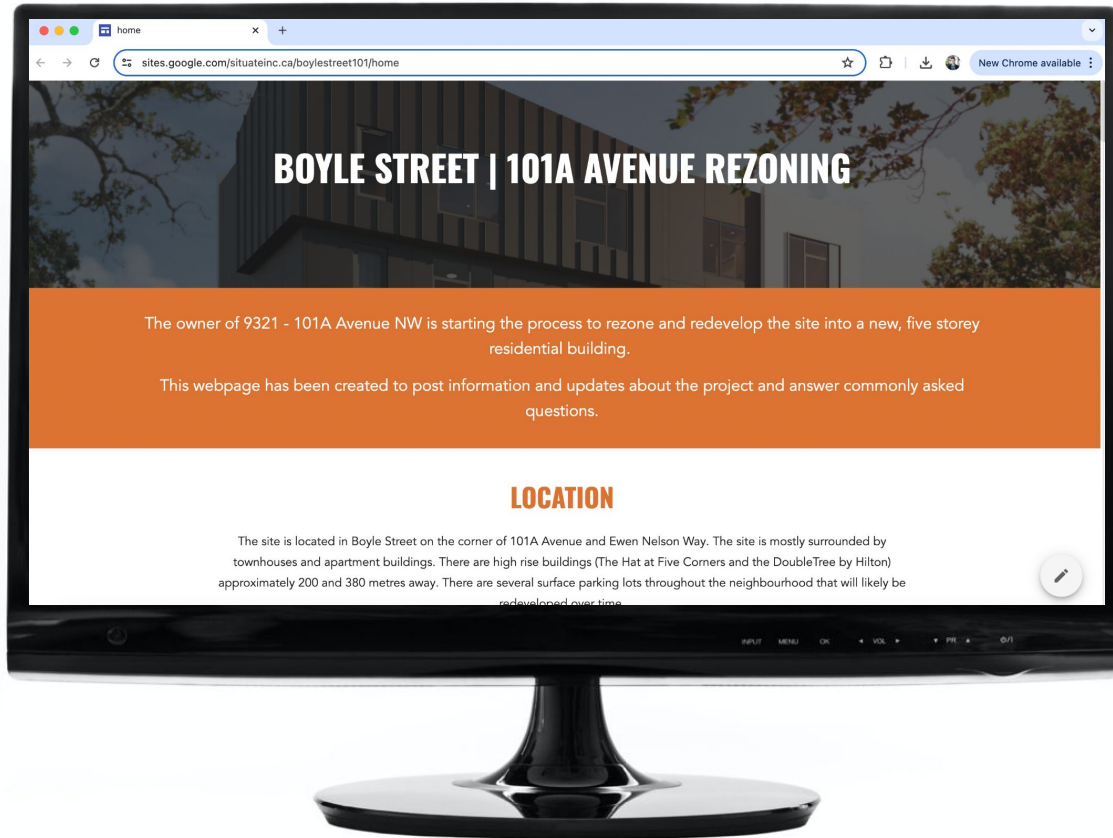 home
sites.google.com/situateinc.ca/boylestreet101/home
New Chrome available
BOYLE STREET | 101A AVENUE REZONING
The owner of 9321 - 101A Avenue NW is starting the process to rezone and redevelop the site into a new, five storey
residential building.
This webpage has been created to post information and updates about the project and answer commonly asked
questions.
LOCATION
The site is located in Boyle Street on the corner of 101A Avenue and Ewen Nelson Way. The site is mostly surrounded by
townhouses and apartment buildings. There are high rise buildings (The Hat at Five Corners and the DoubleTree by Hilton)
approximately 200 and 380 metres away. There are several surface parking lots throughout the neighbourhood that will likely be
redeveloped over time
INPUT MENU OK ◄ VOL ► ▼ PR ▲ ⏻/I